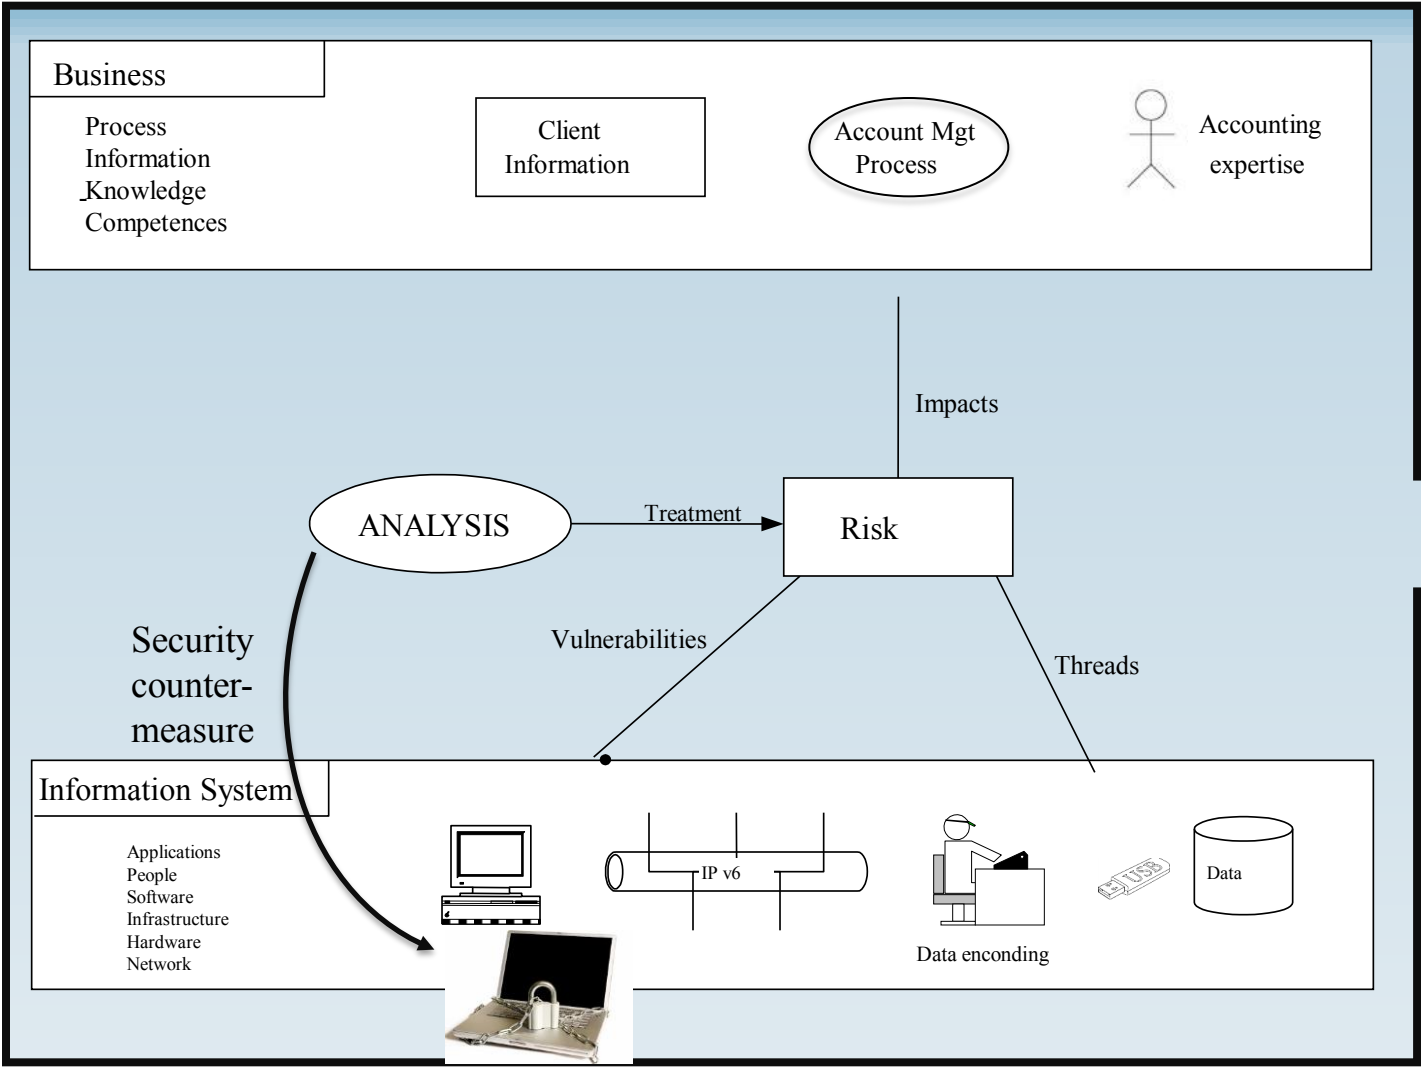 Business
Process
Information
Knowledge
Competences
Client
Information
Account Mgt
Process
Accounting
expertise
Impacts
ANALYSIS
Treatment
Risk
Vulnerabilities
Threads
Security
counter-
measure
Information System
Applications
People
Software
Infrastructure
Hardware
Network
IP v6
Data enconding
USB
Data